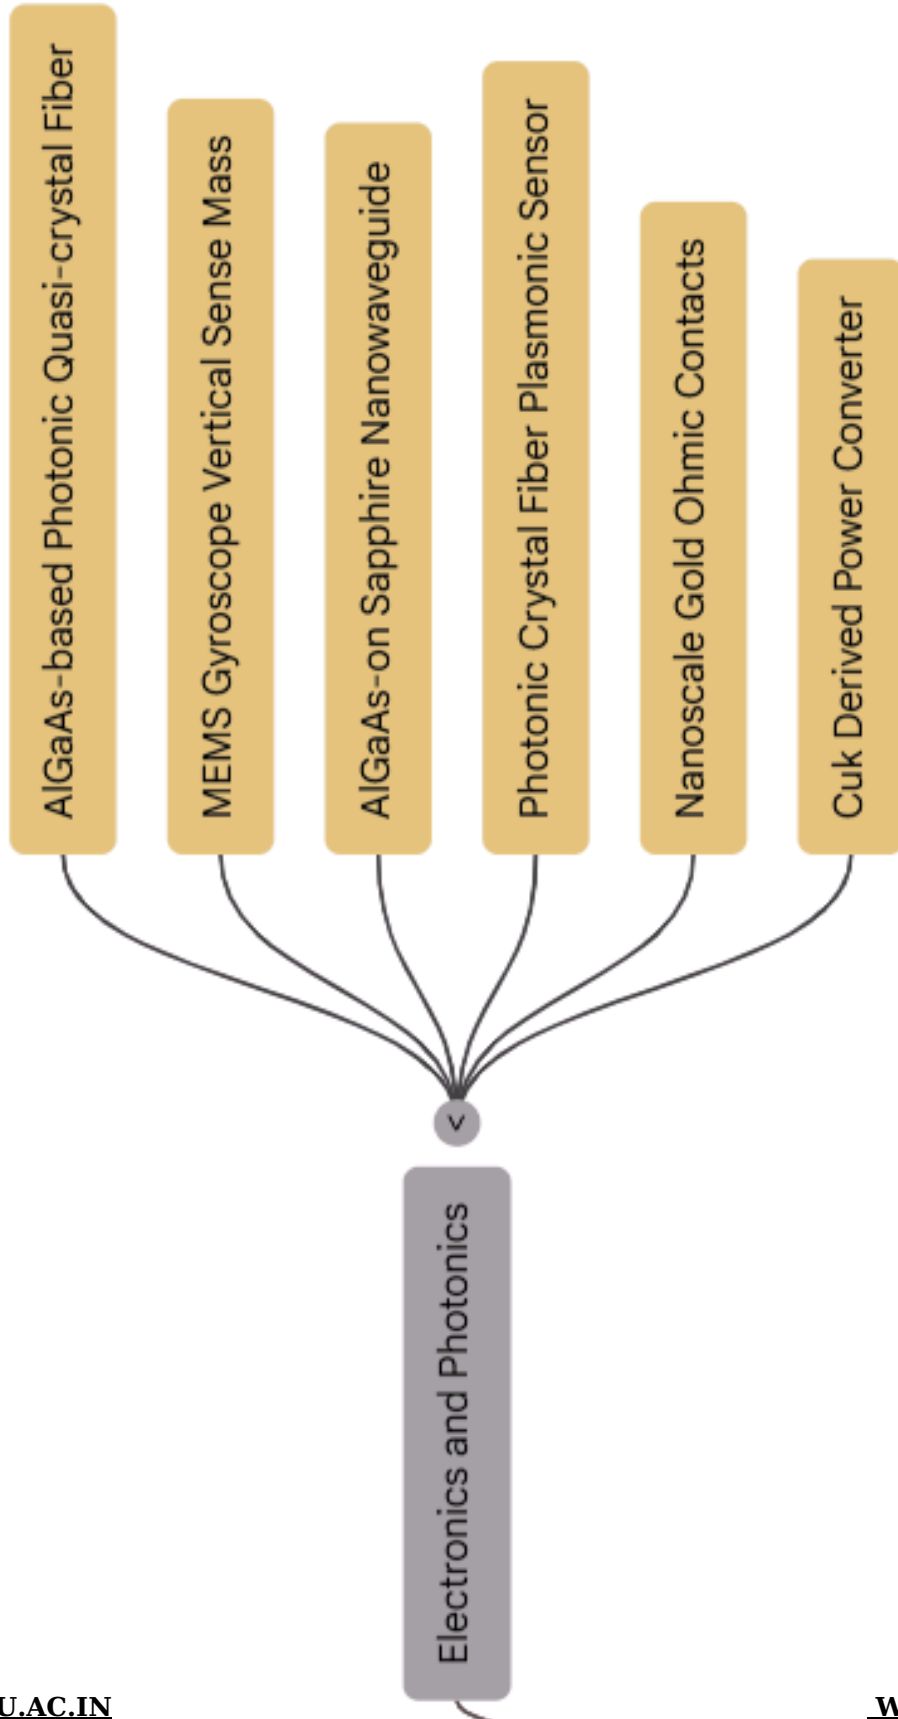 AlGaAs-based Photonic Quasi-crystal Fiber
MEMS Gyroscope Vertical Sense Mass
AlGaAs-on Sapphire Nanowaveguide
Photonic Crystal Fiber Plasmonic Sensor
Nanoscale Gold Ohmic Contacts
Cuk Derived Power Converter
<
Electronics and Photonics
U.AC.IN
W